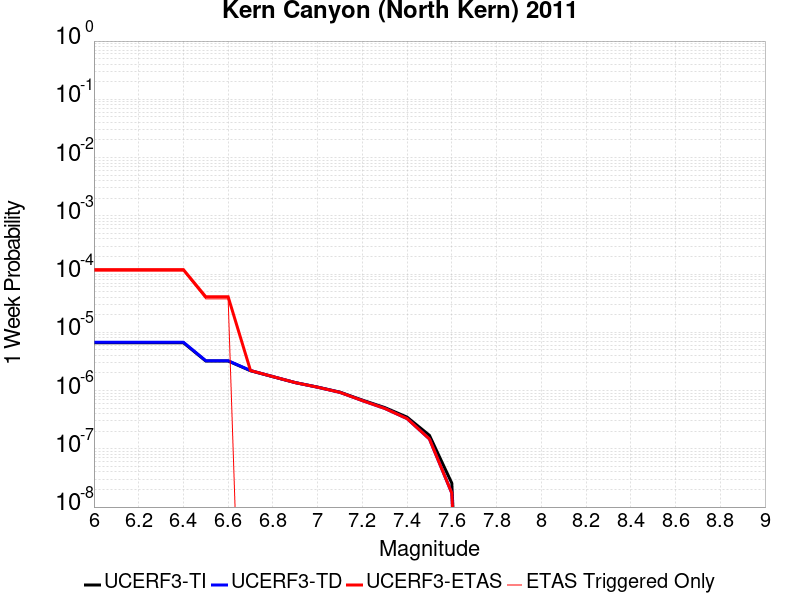 Kern Canyon (North Kern) 2011
10^0
10^-1
10^-2
10^-3
10^-4
10^-5
10^-6
10^-7
10^-8
1 Week Probability
6 6.2 6.4 6.6 6.8 7 7.2 7.4 7.6 7.8 8 8.2 8.4 8.6 8.8 9
Magnitude
UCERF3-TI UCERF3-TD UCERF3-ETAS ETAS Triggered Only